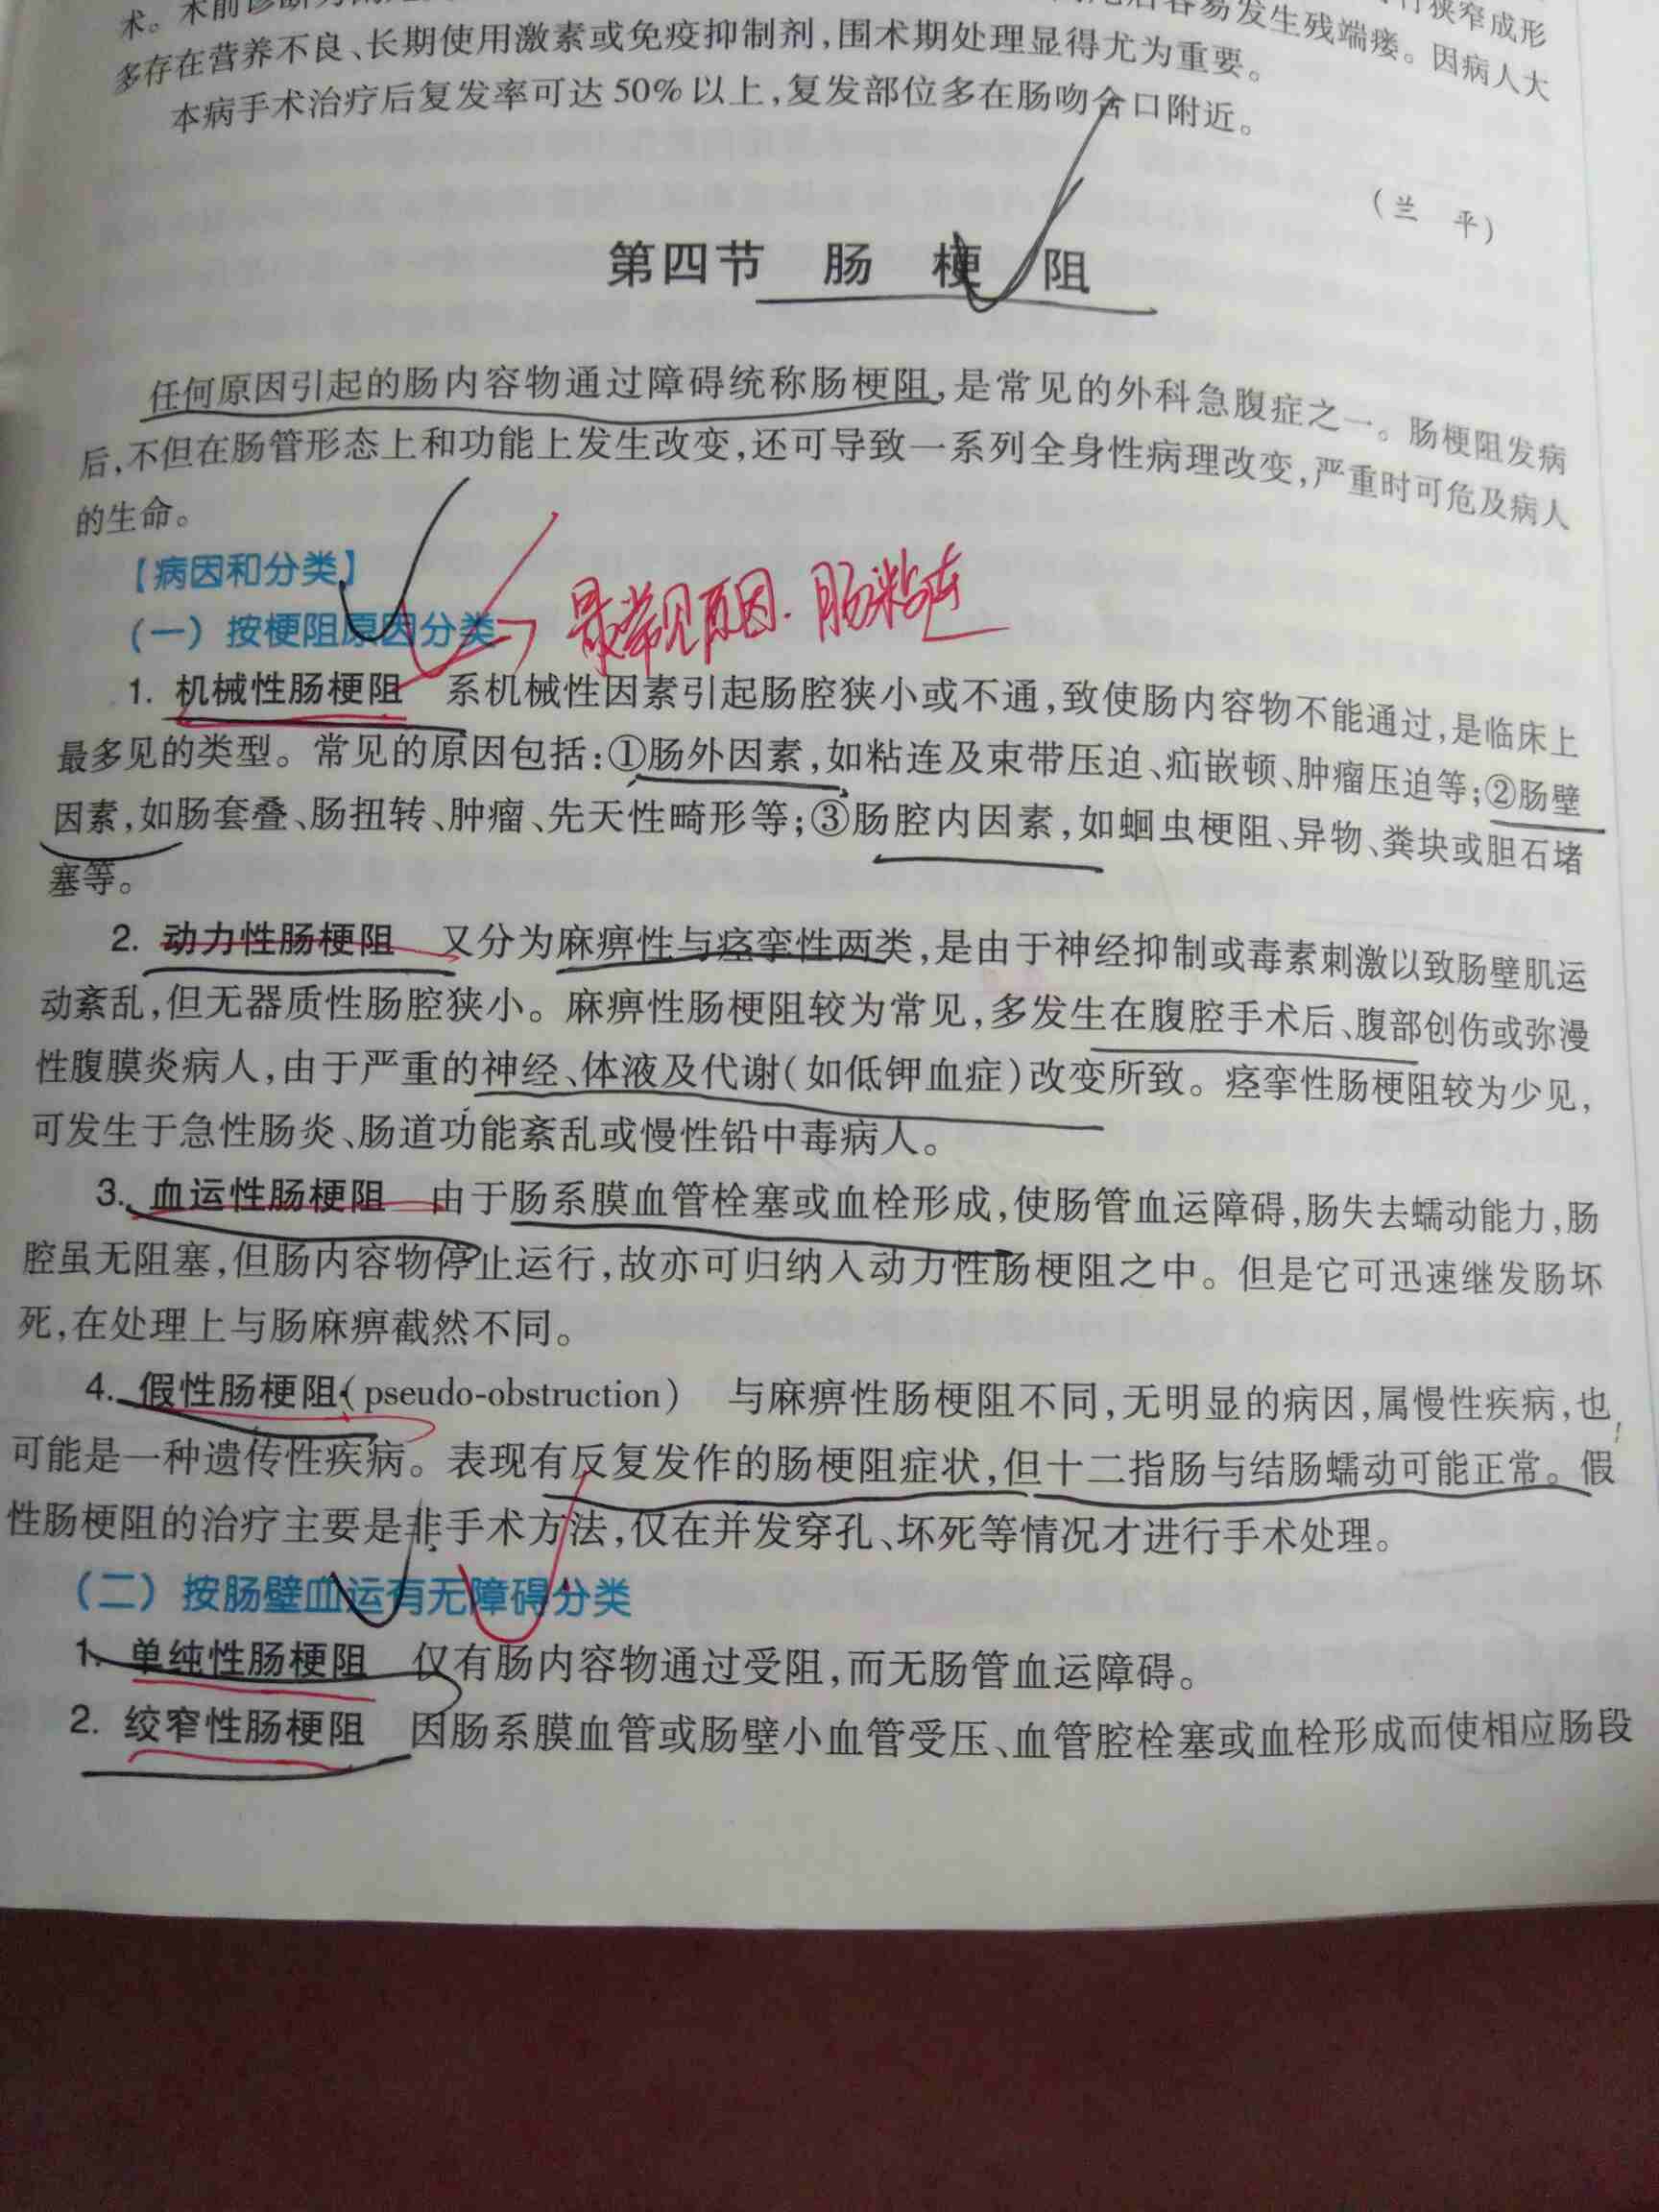 多存在营养不良、长期使用激素或免疫抑制剂,围术期处理显得尤为重要。
容易发生残端瘘。因病人大
狭窄成形
本病手术治疗后复发率可达50%以上,复发部位多在肠吻合口附近。
(兰 平)
第四节 肠 梗 阻
任何原因引起的肠内容物通过障碍统称肠梗阻,是常见的外科急腹症之一。肠梗阻发病
后,不但在肠管形态上和功能上发生改变,还可导致一系列全身性病理改变,严重时可危及病人
的生命。
【病因和分类】
(一)按梗阻原因分类
最常见原因. 肠粘连
1. 机械性肠梗阻 系机械性因素引起肠腔狭小或不通,致使肠内容物不能通过,是临床上
最多见的类型。常见的原因包括:①肠外因素,如粘连及束带压迫、疝嵌顿、肿瘤压迫等;②肠壁
因素,如肠套叠、肠扭转、肿瘤、先天性畸形等;③肠腔内因素,如蛔虫梗阻、异物、粪块或胆石堵
塞等。
2. 动力性肠梗阻 又分为麻痹性与痉挛性两类,是由于神经抑制或毒素刺激以致肠壁肌运
动紊乱,但无器质性肠腔狭小。麻痹性肠梗阻较为常见,多发生在腹腔手术后、腹部创伤或弥漫
性腹膜炎病人,由于严重的神经、体液及代谢(如低钾血症)改变所致。痉挛性肠梗阻较为少见,
可发生于急性肠炎、肠道功能紊乱或慢性铅中毒病人。
3. 血运性肠梗阻 由于肠系膜血管栓塞或血栓形成,使肠管血运障碍,肠失去蠕动能力,肠
腔虽无阻塞,但肠内容物停止运行,故亦可归纳入动力性肠梗阻之中。但是它可迅速继发肠坏
死,在处理上与肠麻痹截然不同。
4. 假性肠梗阻(pseudo-obstruction) 与麻痹性肠梗阻不同,无明显的病因,属慢性疾病,也
可能是一种遗传性疾病。表现有反复发作的肠梗阻症状,但十二指肠与结肠蠕动可能正常。假
性肠梗阻的治疗主要是非手术方法,仅在并发穿孔、坏死等情况才进行手术处理。
(二)按肠壁血运有无障碍分类
1. 单纯性肠梗阻 仅有肠内容物通过受阻,而无肠管血运障碍。
2. 绞窄性肠梗阻 因肠系膜血管或肠壁小血管受压、血管腔栓塞或血栓形成而使相应肠段